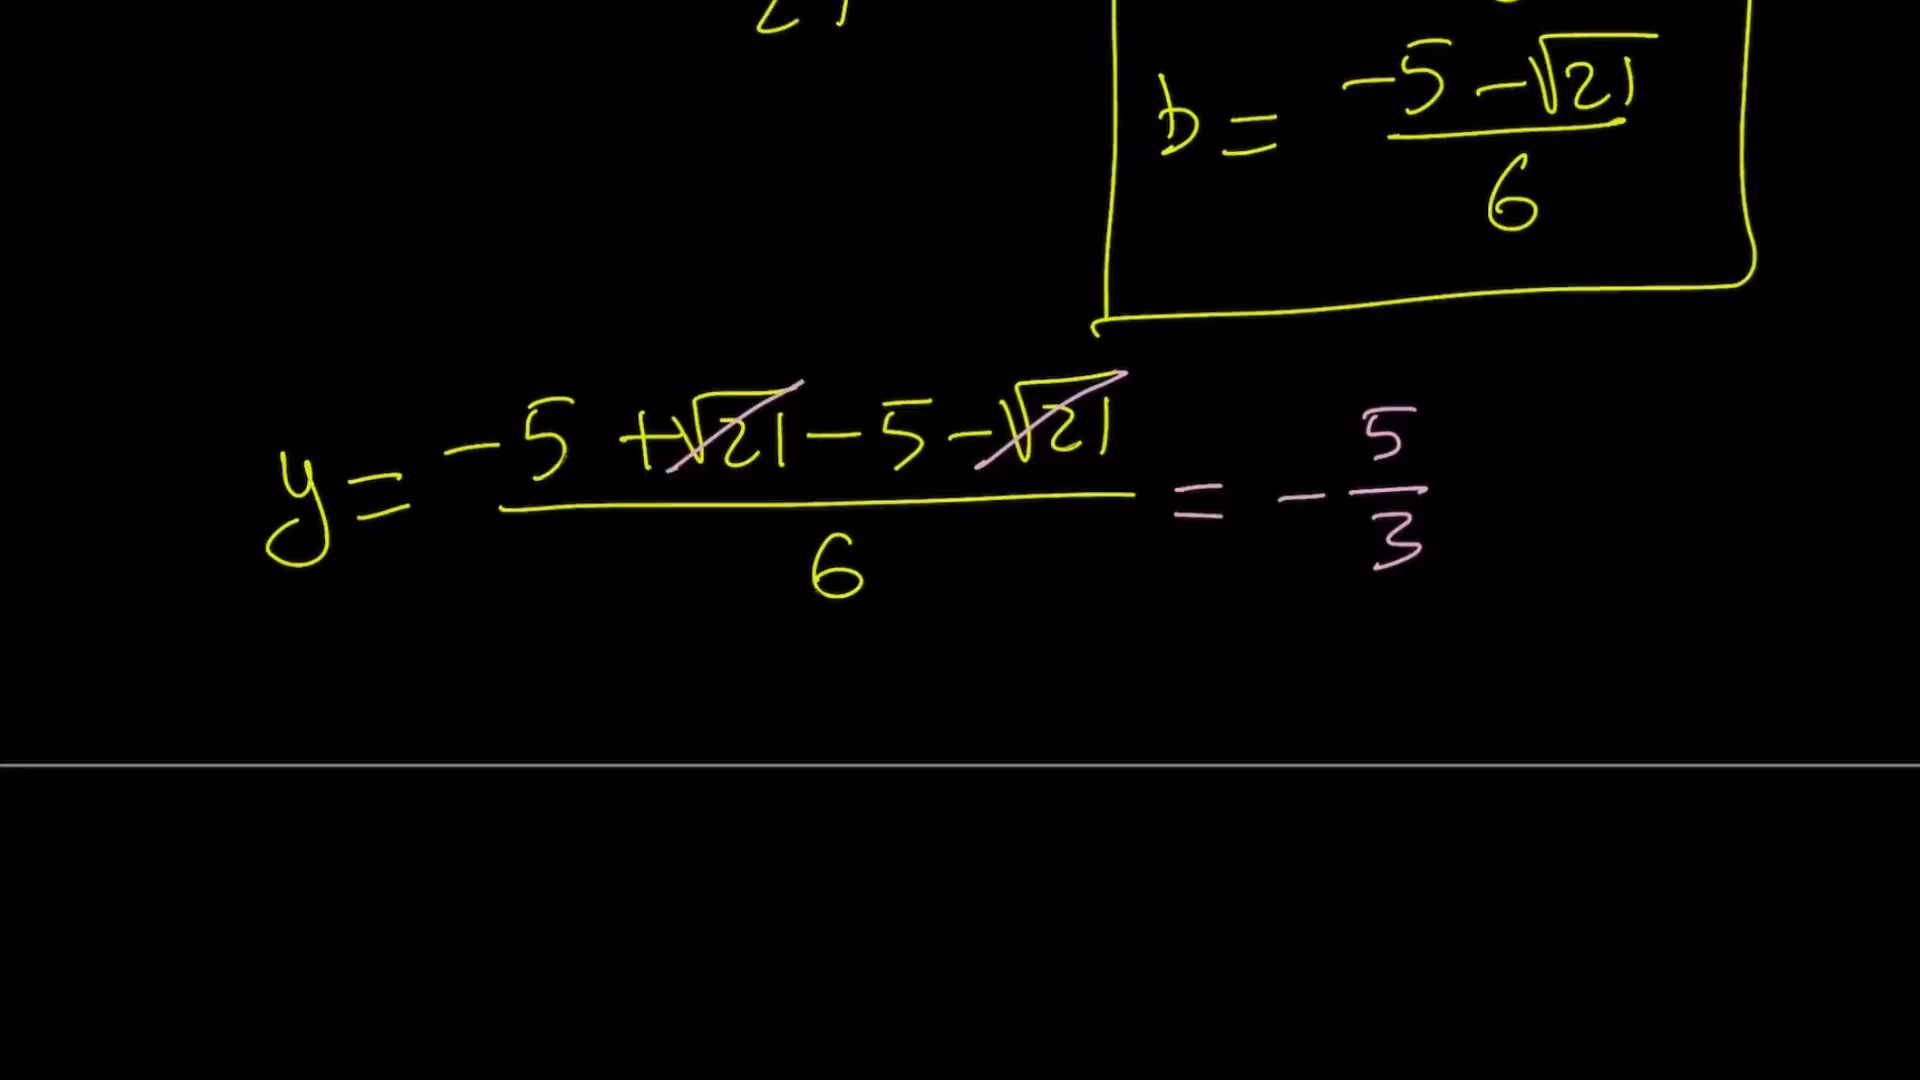 b = (-5 - √21)/6
y = (-5 + √21 - 5 - √21)/6 = - 5/3